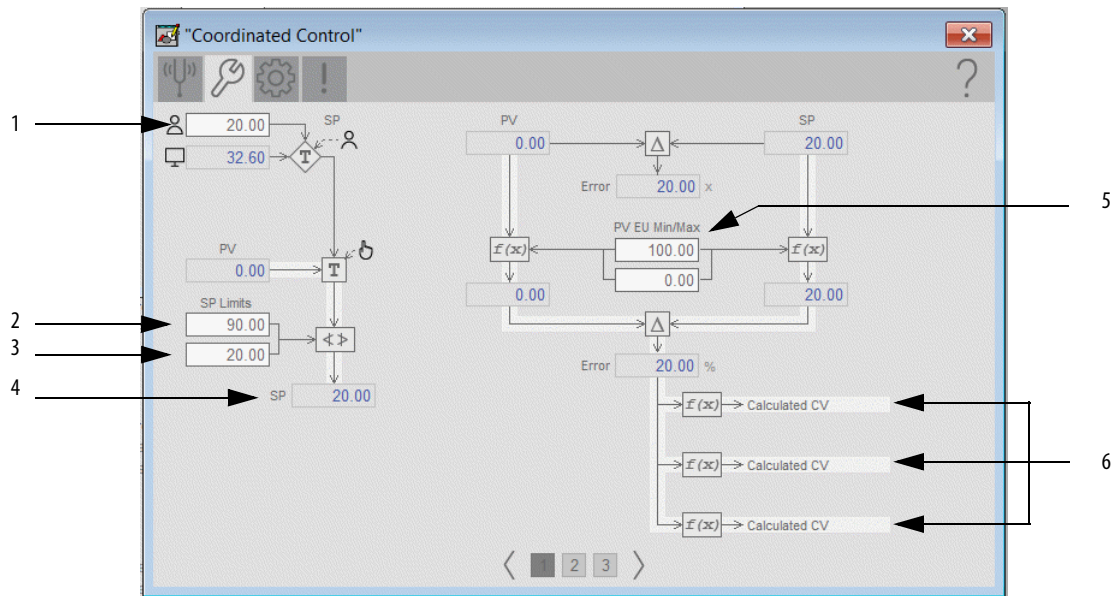 "Coordinated Control"
?
1
20.00
SP
32.60
T
PV
0.00
T
SP Limits
2
90.00
3
20.00
< >
4
SP
20.00
PV
SP
0.00
Δ
20.00
Error
20.00
x
PV EU Min/Max
5
f(x)
100.00
f(x)
0.00
0.00
20.00
Δ
Error
20.00
%
f(x)
Calculated CV
f(x)
Calculated CV
6
f(x)
Calculated CV
1
2
3